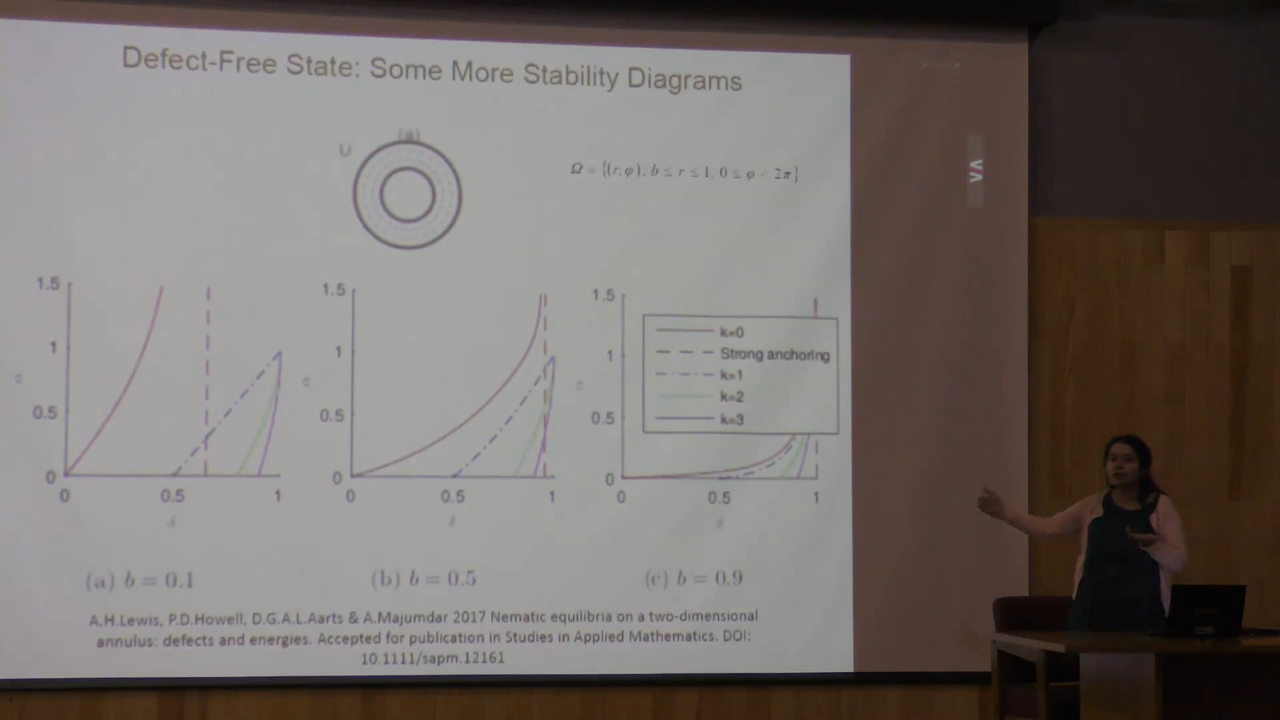 Defect-Free State: Some More Stability Diagrams
(a)
U
Ω = {(r,φ); b ≤ r ≤ 1, 0 ≤ φ < 2π}
1.5
1
0.5
0
0
0.5
1
δ
1.5
1
0.5
0
0
0.5
1
δ
1.5
1
0.5
0
0
0.5
1
δ
k=0
Strong anchoring
k=1
k=2
k=3
(a) b = 0.1
(b) b = 0.5
(c) b = 0.9
A.H.Lewis, P.D.Howell, D.G.A.L.Aarts & A.Majumdar 2017 Nematic equilibria on a two-dimensional
annulus: defects and energies. Accepted for publication in Studies in Applied Mathematics. DOI:
10.1111/sapm.12161